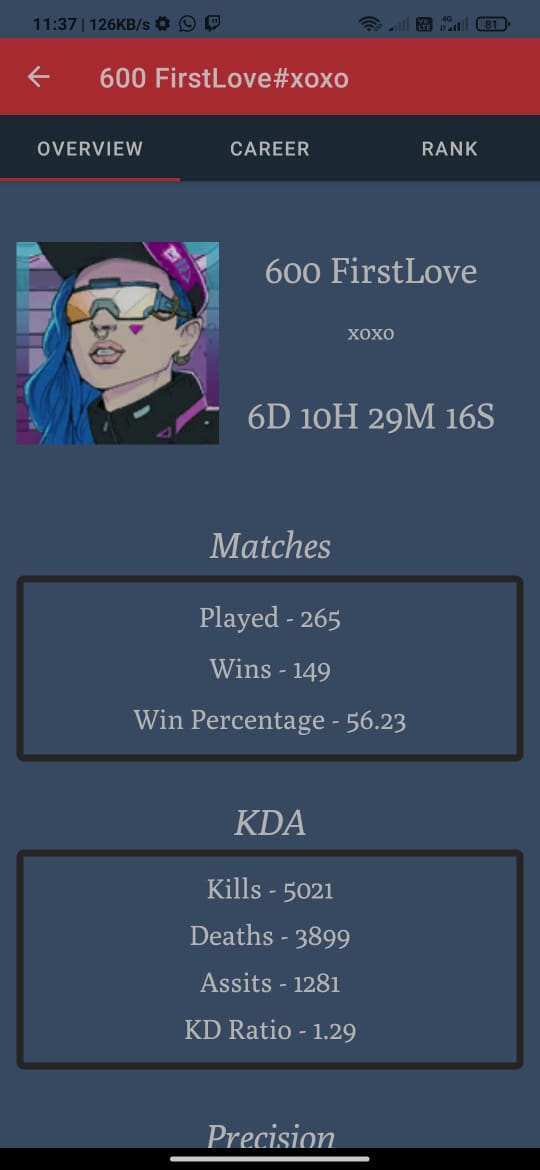 11:37 | 126KB/s
4G
81
600 FirstLove#xoxo
OVERVIEW CAREER RANK
600 FirstLove
xoxo
6D 10H 29M 16S
Matches
Played - 265
Wins - 149
Win Percentage - 56.23
KDA
Kills - 5021
Deaths - 3899
Assits - 1281
KD Ratio - 1.29
Precision